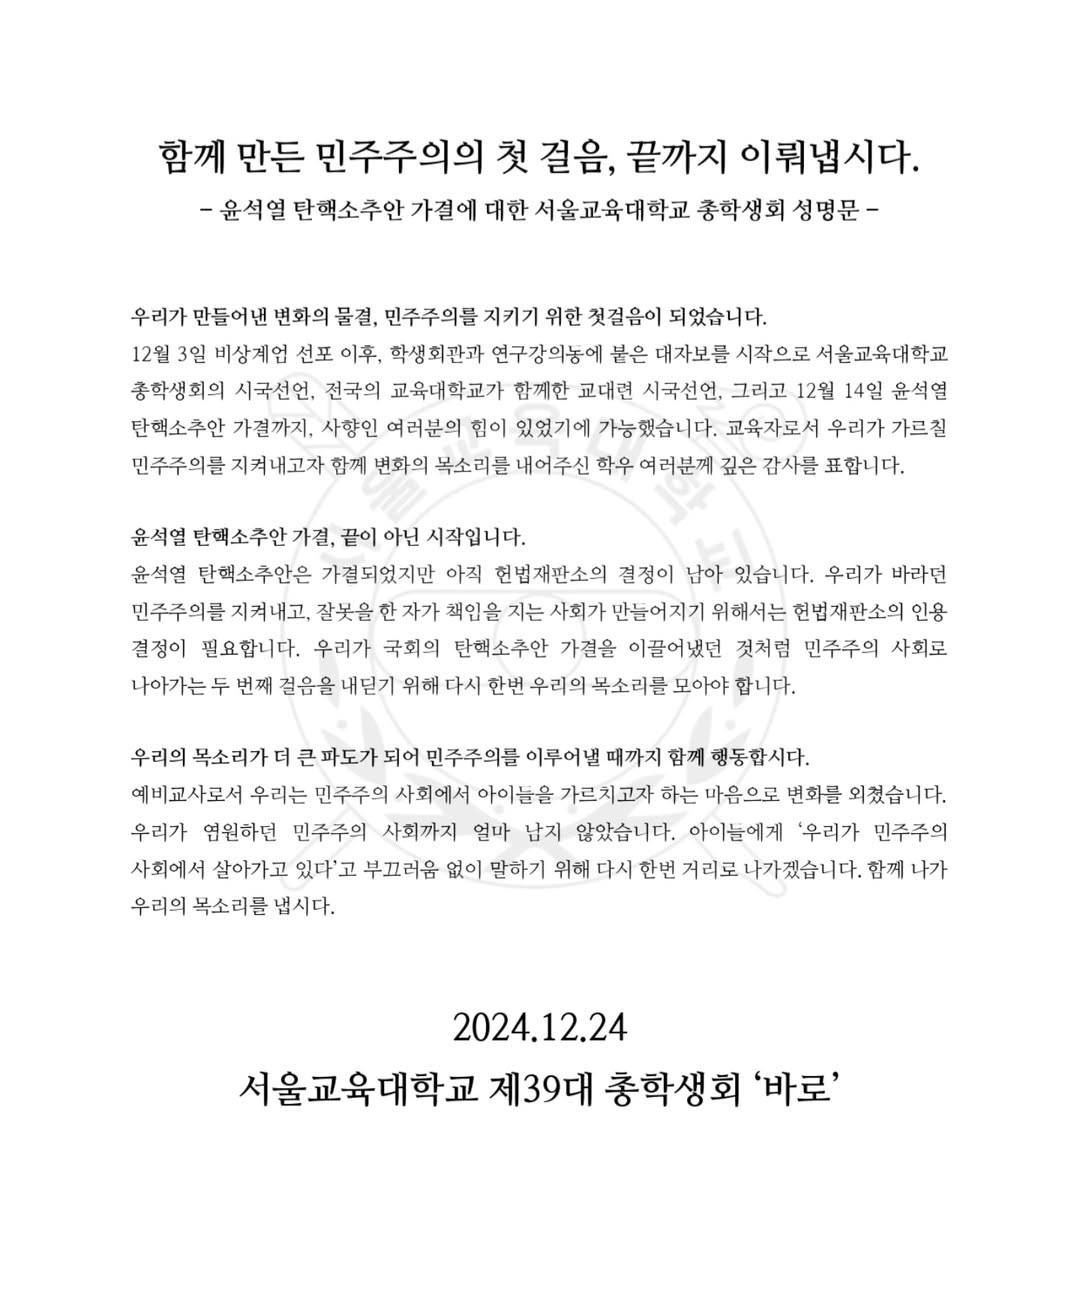 함께 만든 민주주의의 첫 걸음, 끝까지 이뤄냅시다.
– 윤석열 탄핵소추안 가결에 대한 서울교육대학교 총학생회 성명문 –
우리가 만들어낸 변화의 물결, 민주주의를 지키기 위한 첫걸음이 되었습니다.
12월 3일 비상계엄 선포 이후, 학생회관과 연구강의동에 붙은 대자보를 시작으로 서울교육대학교
총학생회의 시국선언, 전국의 교육대학교가 함께한 교대련 시국선언, 그리고 12월 14일 윤석열
탄핵소추안 가결까지, 사향인 여러분의 힘이 있었기에 가능했습니다. 교육자로서 우리가 가르칠
민주주의를 지켜내고자 함께 변화의 목소리를 내어주신 학우 여러분께 깊은 감사를 표합니다.
윤석열 탄핵소추안 가결, 끝이 아닌 시작입니다.
윤석열 탄핵소추안은 가결되었지만 아직 헌법재판소의 결정이 남아 있습니다. 우리가 바라던
민주주의를 지켜내고, 잘못을 한 자가 책임을 지는 사회가 만들어지기 위해서는 헌법재판소의 인용
결정이 필요합니다. 우리가 국회의 탄핵소추안 가결을 이끌어냈던 것처럼 민주주의 사회로
나아가는 두 번째 걸음을 내딛기 위해 다시 한번 우리의 목소리를 모아야 합니다.
우리의 목소리가 더 큰 파도가 되어 민주주의를 이루어낼 때까지 함께 행동합시다.
예비교사로서 우리는 민주주의 사회에서 아이들을 가르치고자 하는 마음으로 변화를 외쳤습니다.
우리가 염원하던 민주주의 사회까지 얼마 남지 않았습니다. 아이들에게 ‘우리가 민주주의
사회에서 살아가고 있다’고 부끄러움 없이 말하기 위해 다시 한번 거리로 나가겠습니다. 함께 나가
우리의 목소리를 냅시다.
2024.12.24
서울교육대학교 제39대 총학생회 ‘바로’
서울교육대학교